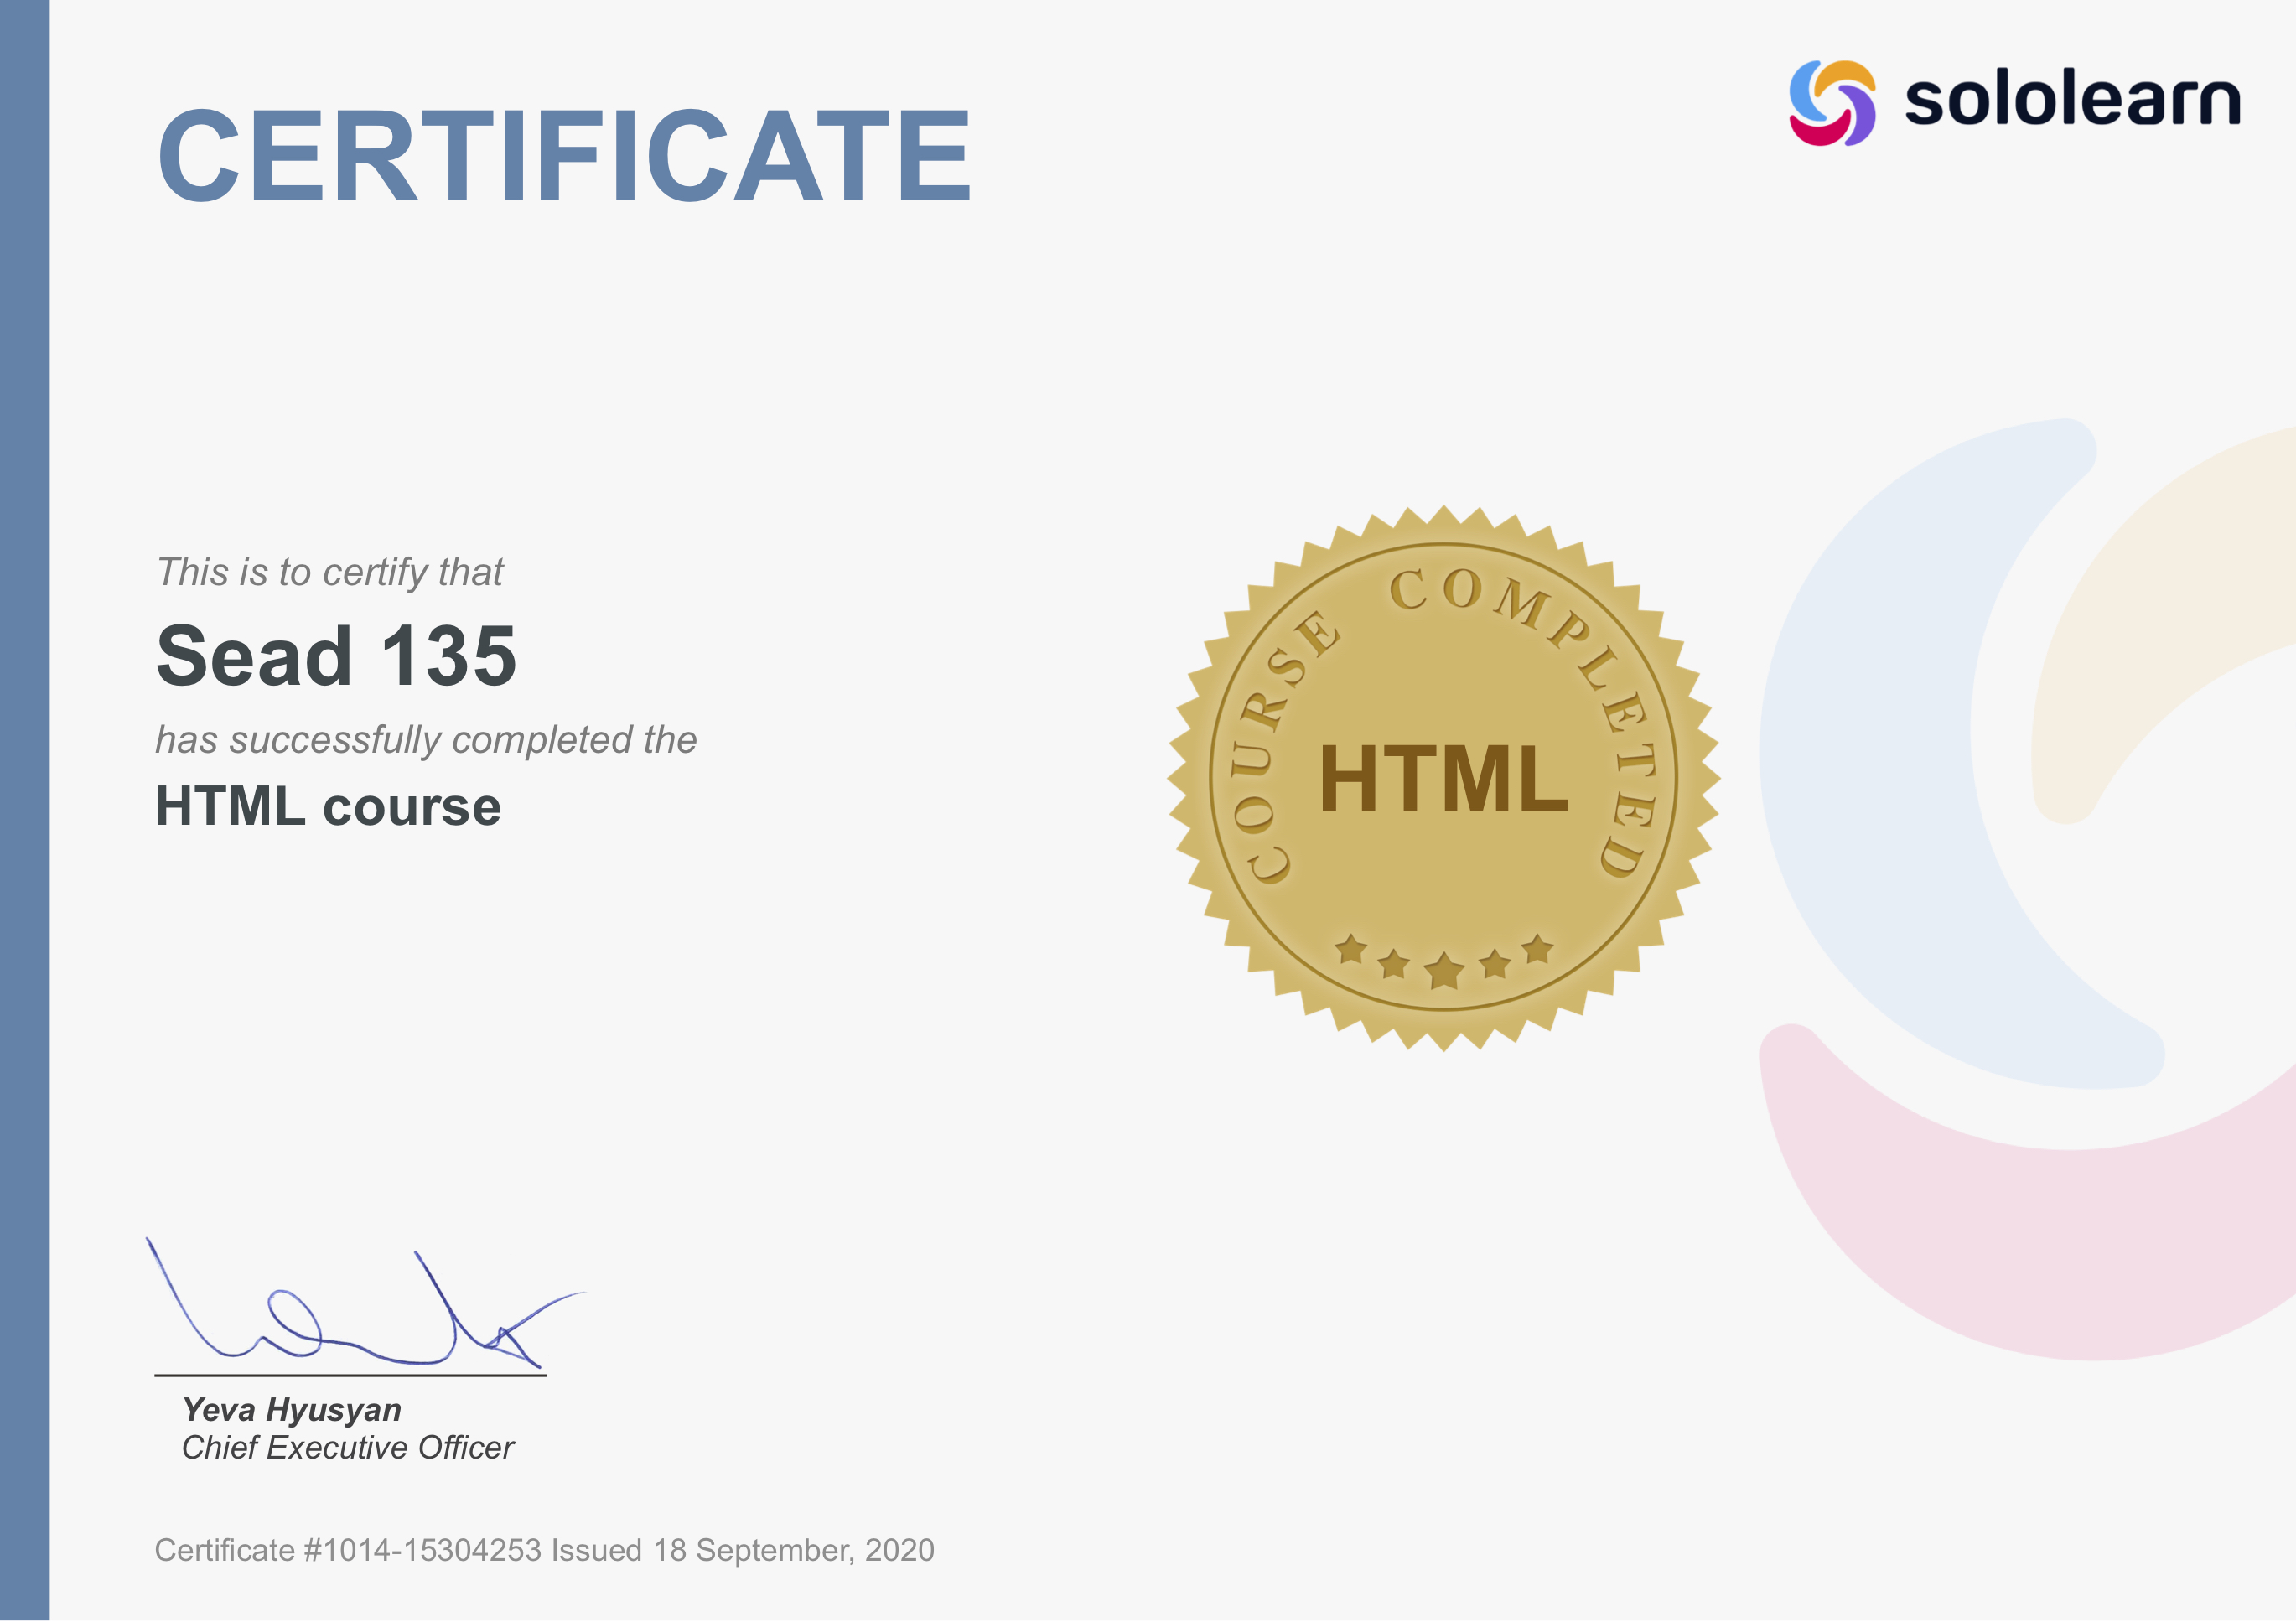 CERTIFICATE
sololearn
This is to certify that
Sead 135
has successfully completed the
HTML course
COURSE COMPLETED
HTML
Yeva Hyusyan
Chief Executive Officer
Certificate #1014-15304253 Issued 18 September, 2020